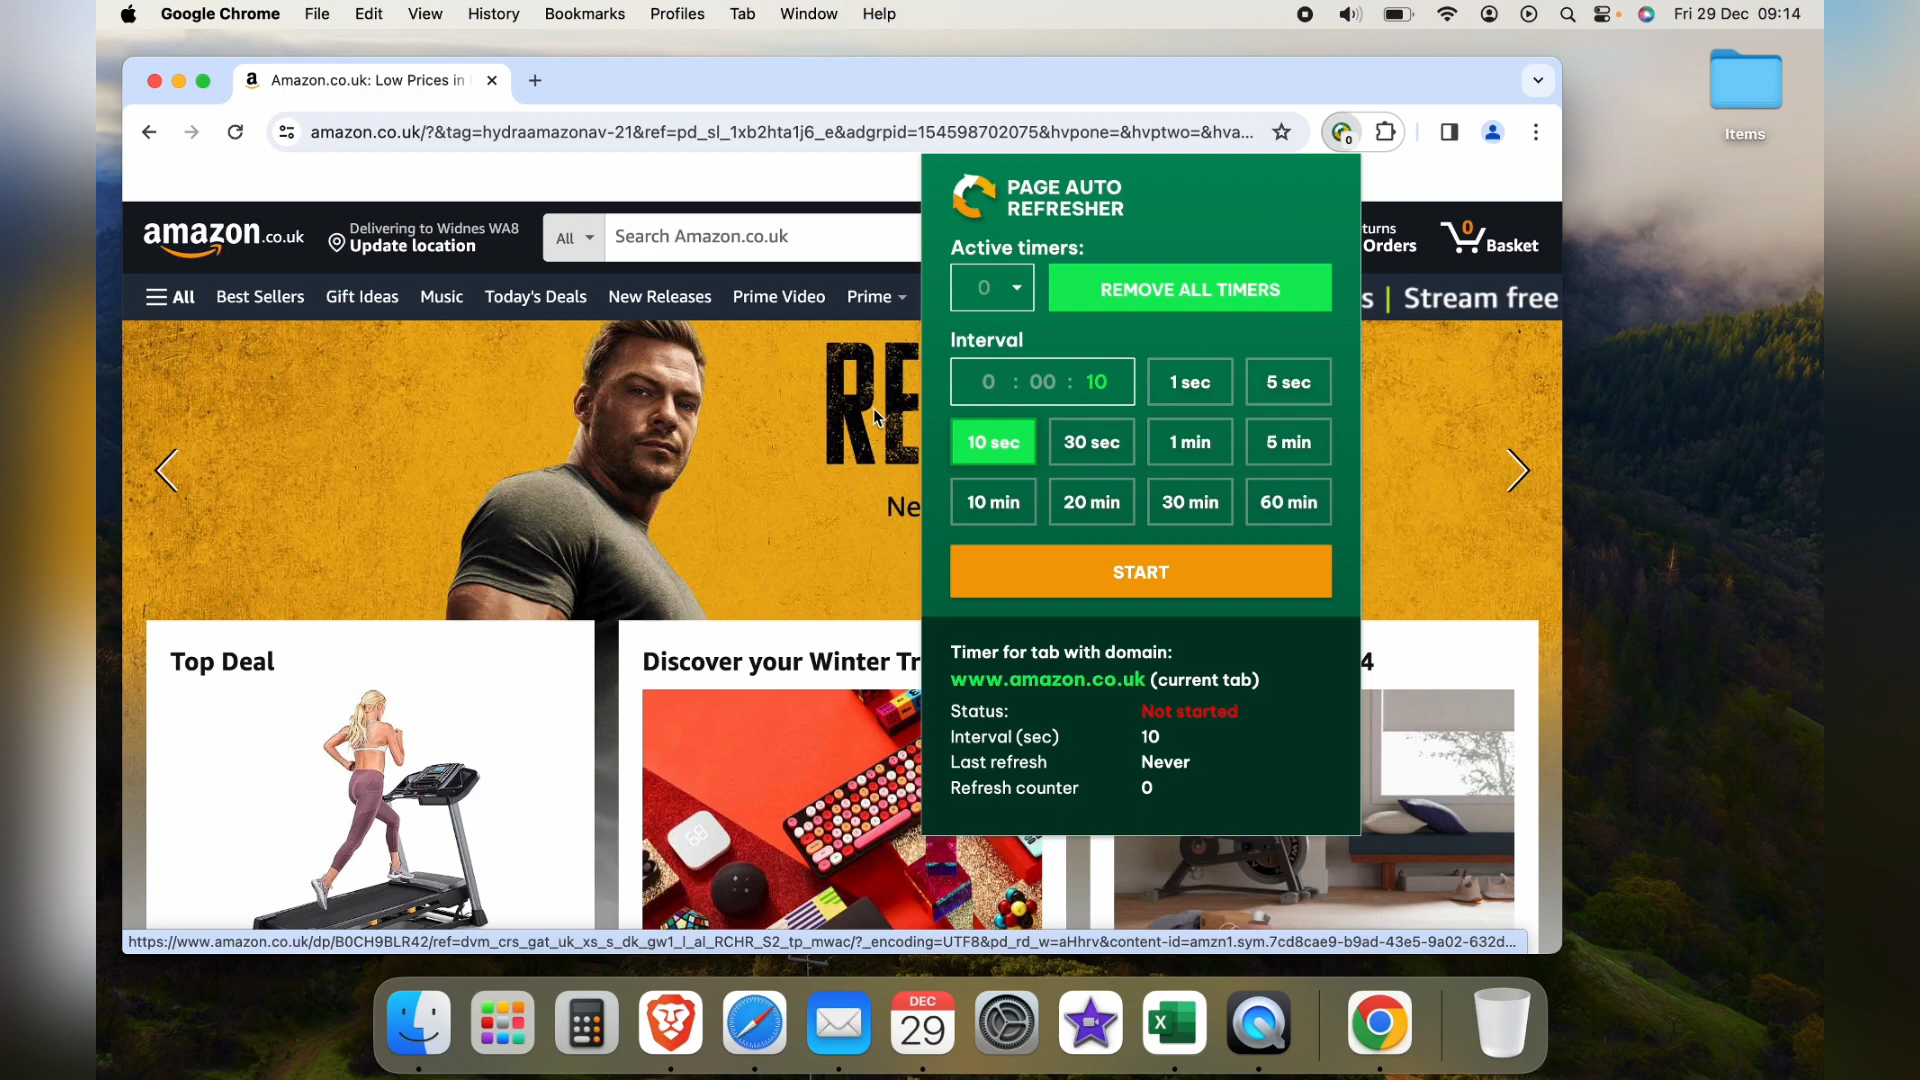 Google Chrome File Edit View History Bookmarks Profiles Tab Window Help Fri 29 Dec 09:14
Amazon.co.uk: Low Prices in
amazon.co.uk/?&tag=hydraamazonav-21&ref=pd_sl_1xb2hta1j6_e&adgrpid=154598702075&hvpone=&hvptwo=&hva...
0
Items
PAGE AUTO
REFRESHER
amazon.co.uk
Delivering to Widnes WA8
Update location
All
Search Amazon.co.uk
turns
Orders
0
Basket
All Best Sellers Gift Ideas Music Today's Deals New Releases Prime Video Prime
s | Stream free
Active timers:
0
REMOVE ALL TIMERS
Interval
0 : 00 : 10 1 sec 5 sec
10 sec 30 sec 1 min 5 min
10 min 20 min 30 min 60 min
START
RE
Ne
Timer for tab with domain:
www.amazon.co.uk (current tab)
Status: Not started
Interval (sec) 10
Last refresh Never
Refresh counter 0
Top Deal
Discover your Winter Tr
4
68
https://www.amazon.co.uk/dp/B0CH9BLR42/ref=dvm_crs_gat_uk_xs_s_dk_gw1_l_al_RCHR_S2_tp_mwac/?_encoding=UTF8&pd_rd_w=aHhrv&content-id=amzn1.sym.7cd8cae9-b9ad-43e5-9a02-632d...
DEC
29
X